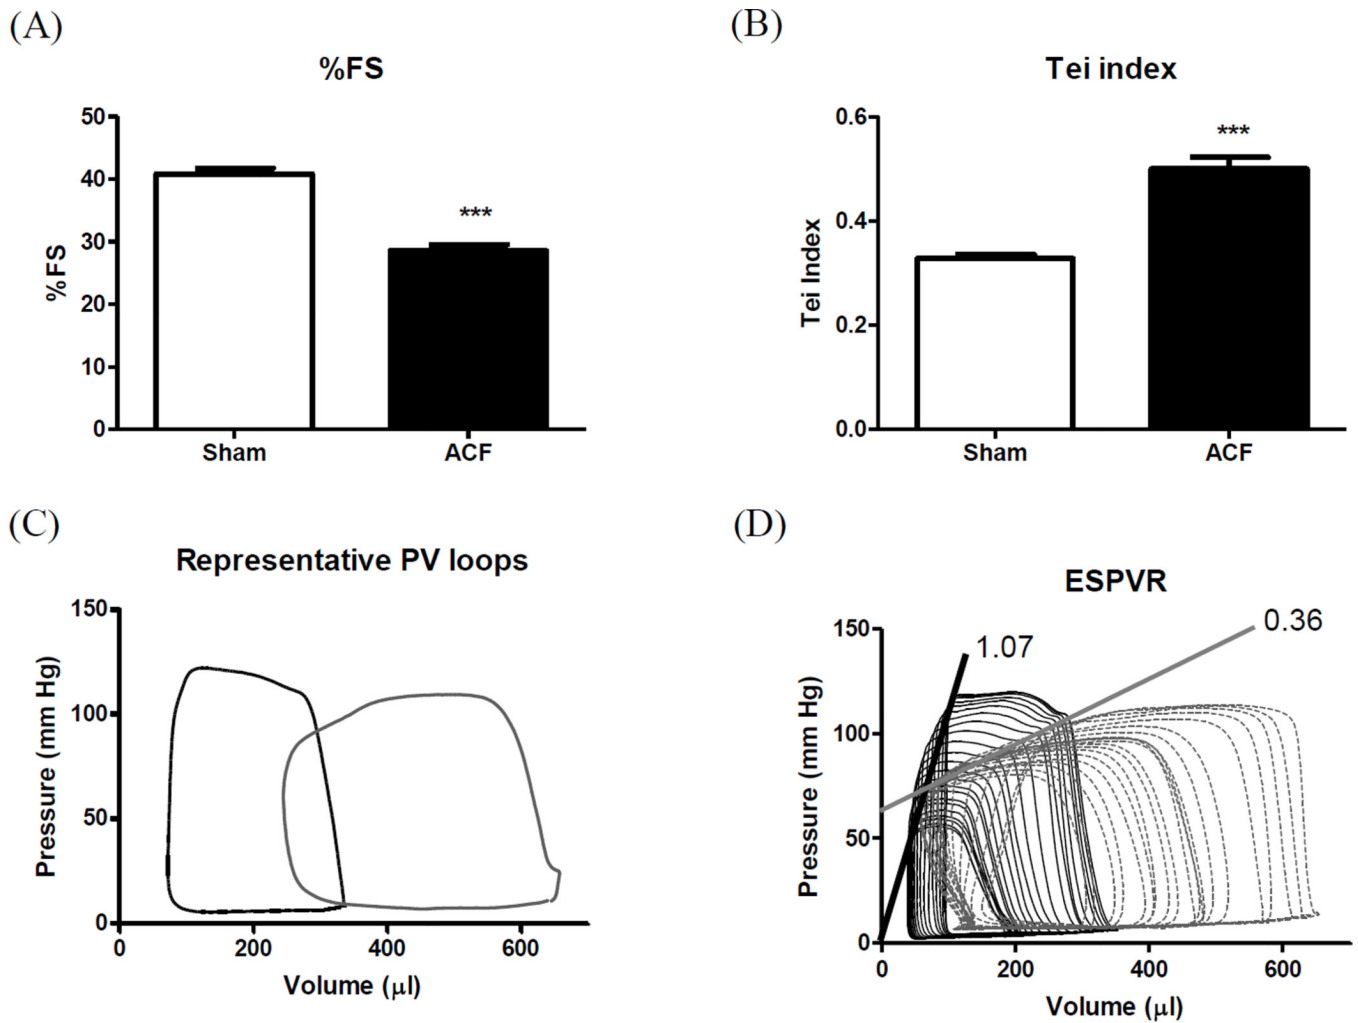 (A)
%FS
50
40
30
20
10
0
%FS
***
Sham
ACF
(B)
Tei index
0.6
0.4
0.2
0.0
Tei Index
***
Sham
ACF
(C)
Representative PV loops
150
100
50
0
Pressure (mm Hg)
0
200
400
600
Volume (μl)
(D)
ESPVR
150
100
50
0
Pressure (mm Hg)
1.07
0.36
0
200
400
600
Volume (μl)